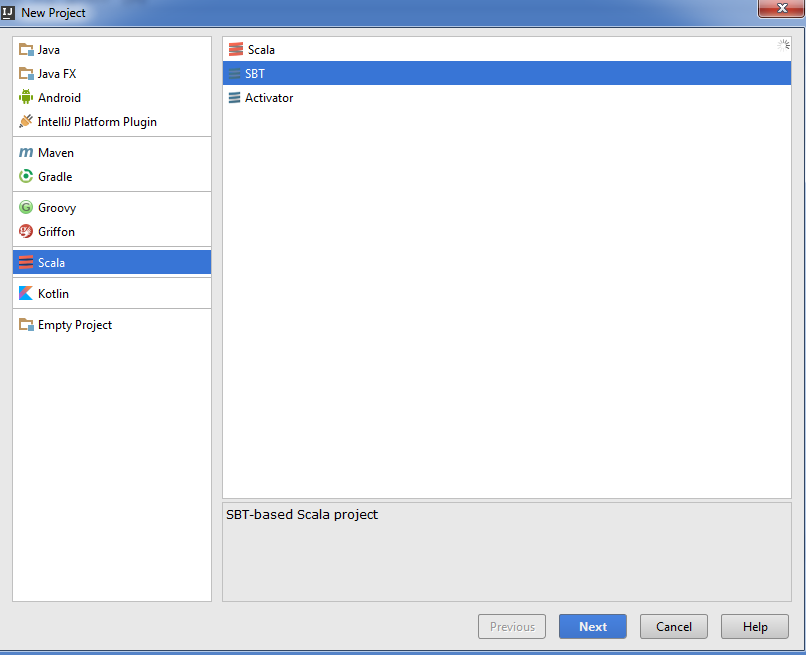 New Project
Java
Java FX
Android
IntelliJ Platform Plugin
Maven
Gradle
Groovy
Griffon
Scala
Kotlin
Empty Project
Scala
SBT
Activator
SBT-based Scala project
Previous
Next
Cancel
Help